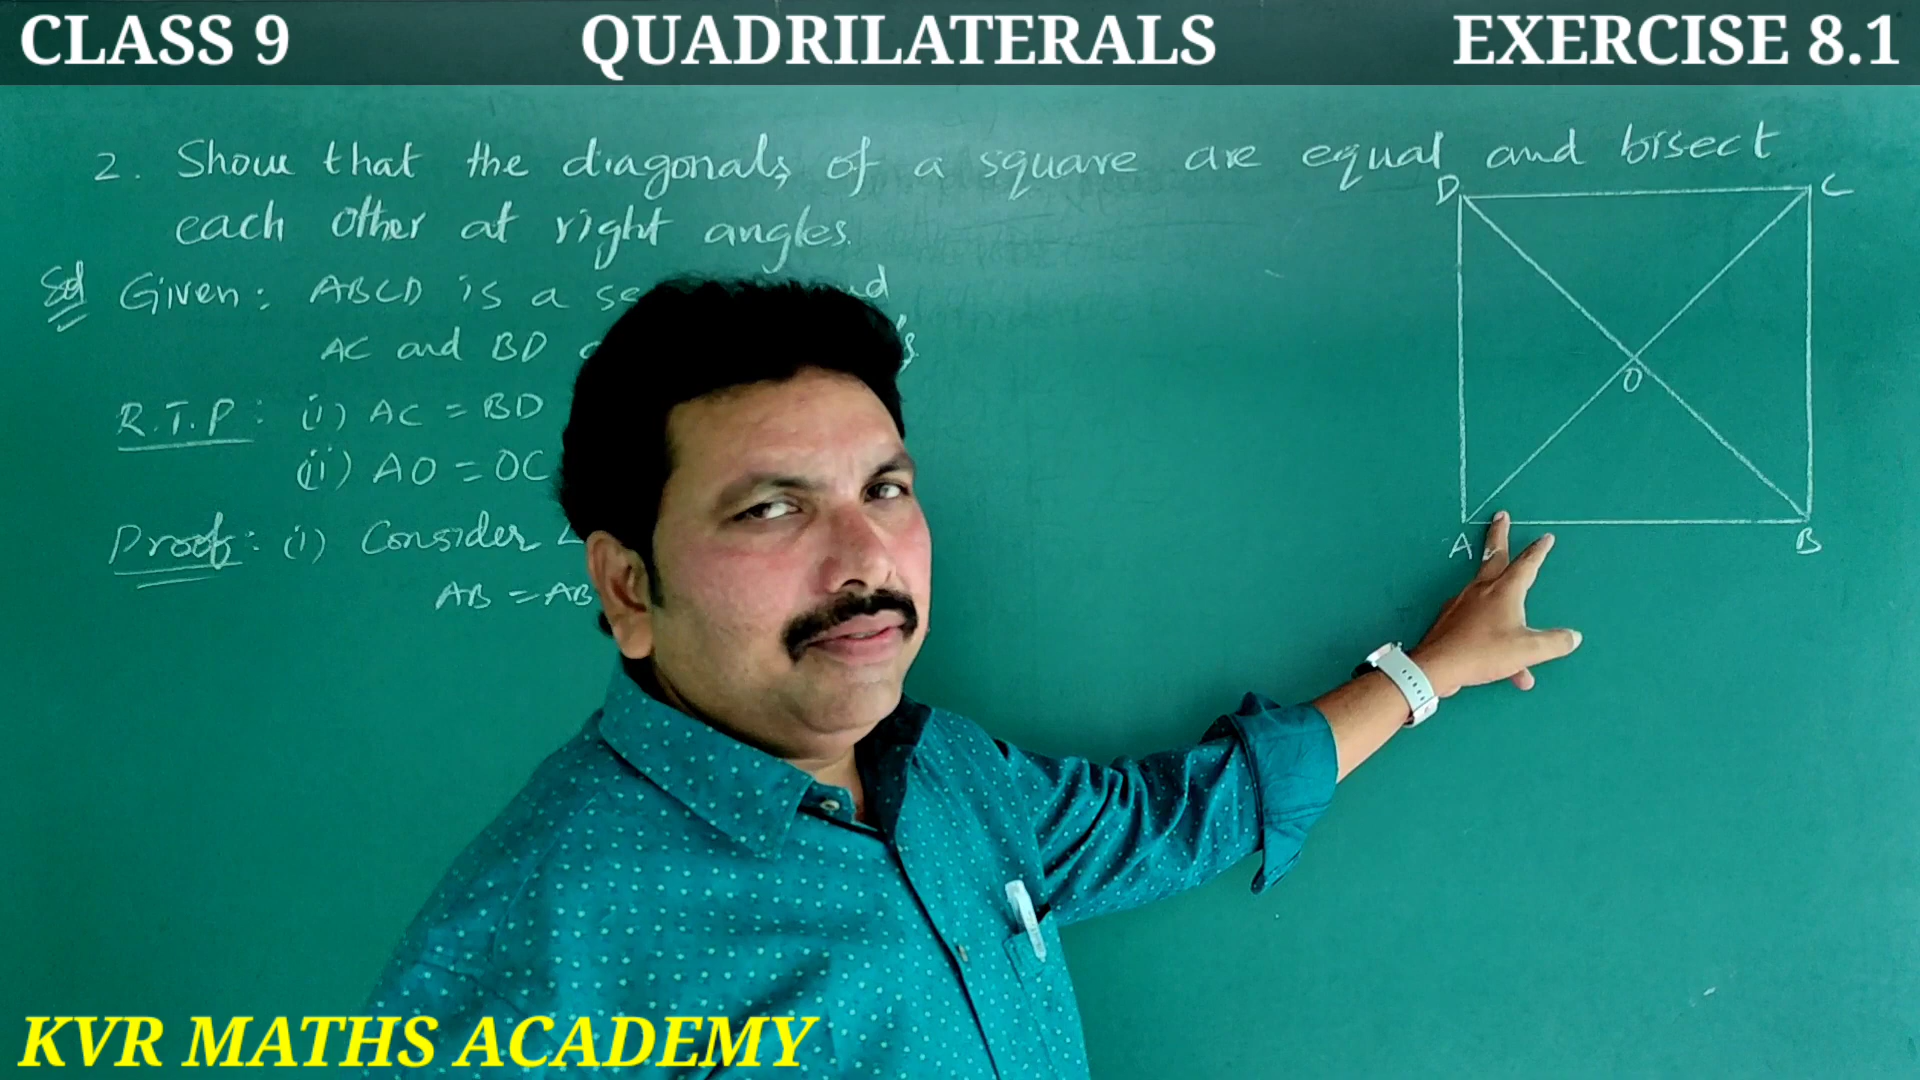 CLASS 9 QUADRILATERALS EXERCISE 8.1
2. Show that the diagonals of a square are equal and bisect
each other at right angles.
Sol Given: ABCD is a
AC and BD
R.T.P: (i) AC = BD
(ii) AO = OC
Proof: (i) Consider
AB = AB
D
C
O
A
B
KVR MATHS ACADEMY